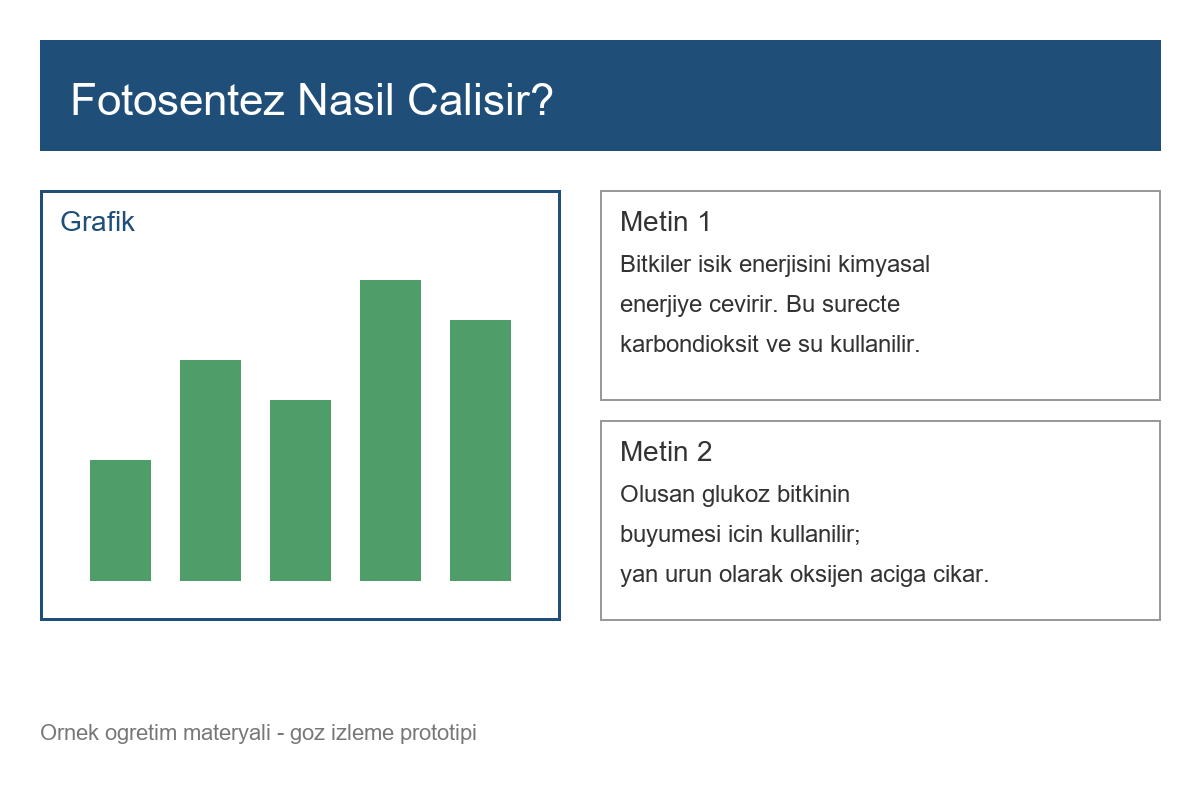 Fotosentez Nasil Calisir?
Grafik
Metin 1
Bitkiler isik enerjisini kimyasal
enerjiye cevirir. Bu surecte
karbondioksit ve su kullanilir.
Metin 2
Olusan glukoz bitkinin
buyumesi icin kullanilir;
yan urun olarak oksijen aciga cikar.
Ornek ogretim materyali - goz izleme prototipi